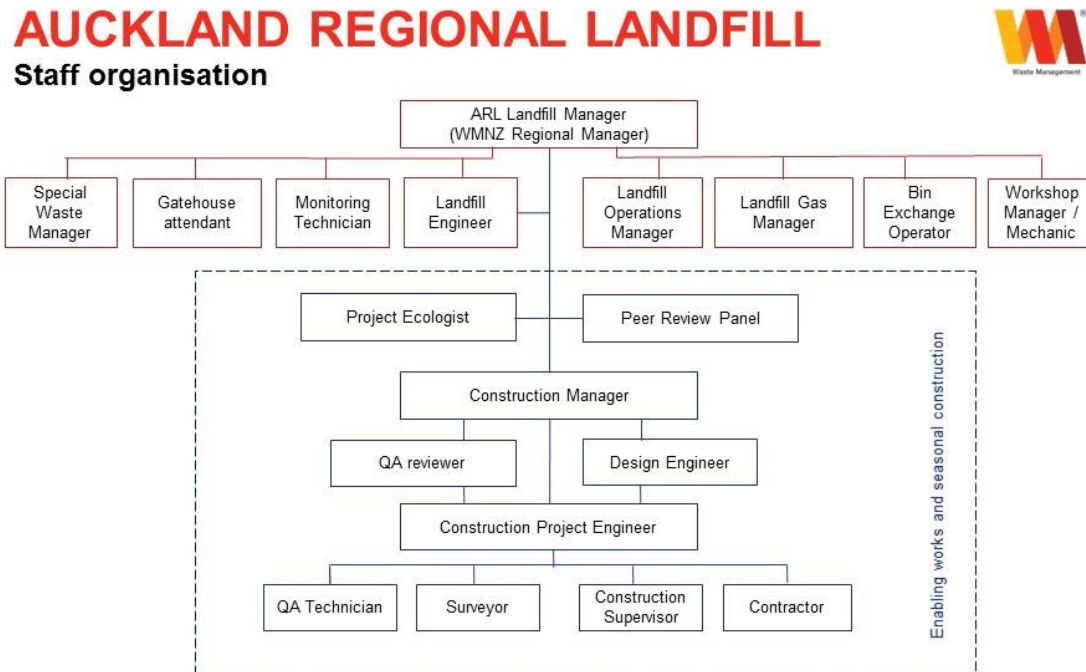 AUCKLAND REGIONAL LANDFILL
Staff organisation
Waste Management
ARL Landfill Manager
(WMNZ Regional Manager)
Special
Waste
Manager
Gatehouse
attendant
Monitoring
Technician
Landfill
Engineer
Landfill
Operations
Manager
Landfill Gas
Manager
Bin
Exchange
Operator
Workshop
Manager /
Mechanic
Project Ecologist
Peer Review Panel
Construction Manager
QA reviewer
Design Engineer
Construction Project Engineer
QA Technician
Surveyor
Construction
Supervisor
Contractor
Enabling works and seasonal construction